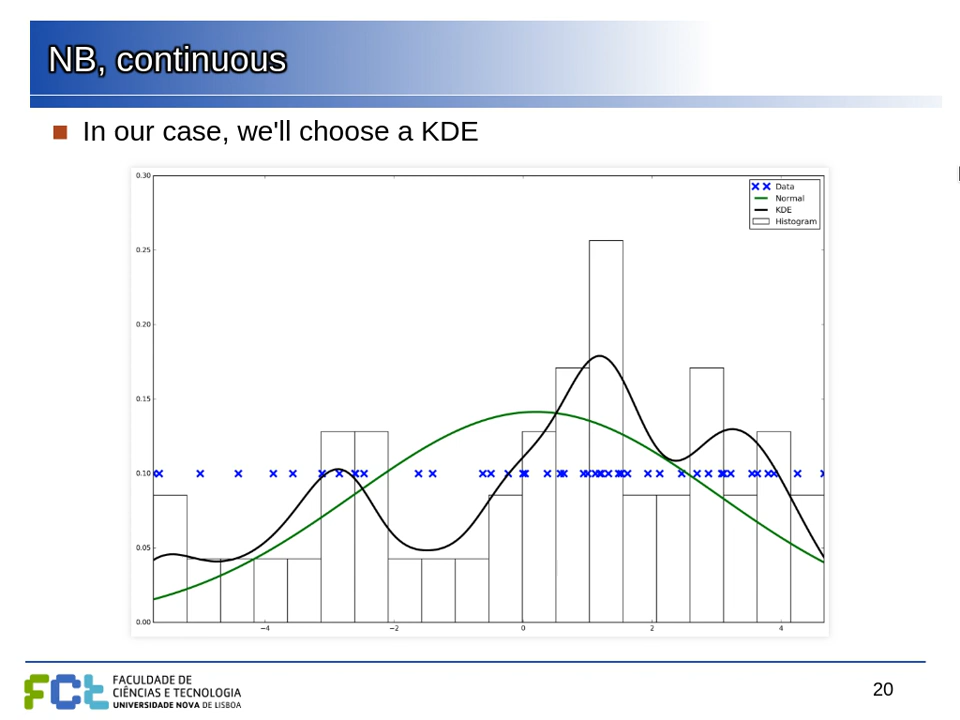 NB, continuous
In our case, we'll choose a KDE
0.30
Data
Normal
KDE
Histogram
0.25
0.20
0.15
0.10
0.05
0.00
−4 −2 0 2 4
FCt FACULDADE DE
CIÊNCIAS E TECNOLOGIA
UNIVERSIDADE NOVA DE LISBOA
20